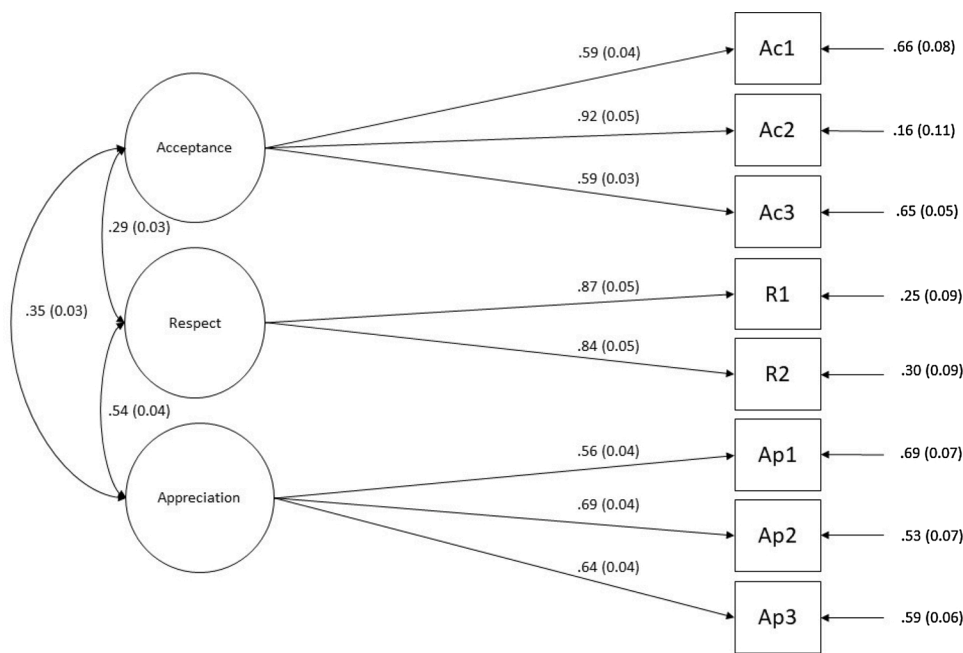 .59 (0.04)
Ac1
.66 (0.08)
.92 (0.05)
Ac2
.16 (0.11)
Acceptance
.59 (0.03)
Ac3
.65 (0.05)
.29 (0.03)
.87 (0.05)
R1
.25 (0.09)
.35 (0.03)
Respect
.84 (0.05)
R2
.30 (0.09)
.54 (0.04)
.56 (0.04)
Ap1
.69 (0.07)
Appreciation
.69 (0.04)
Ap2
.53 (0.07)
.64 (0.04)
Ap3
.59 (0.06)